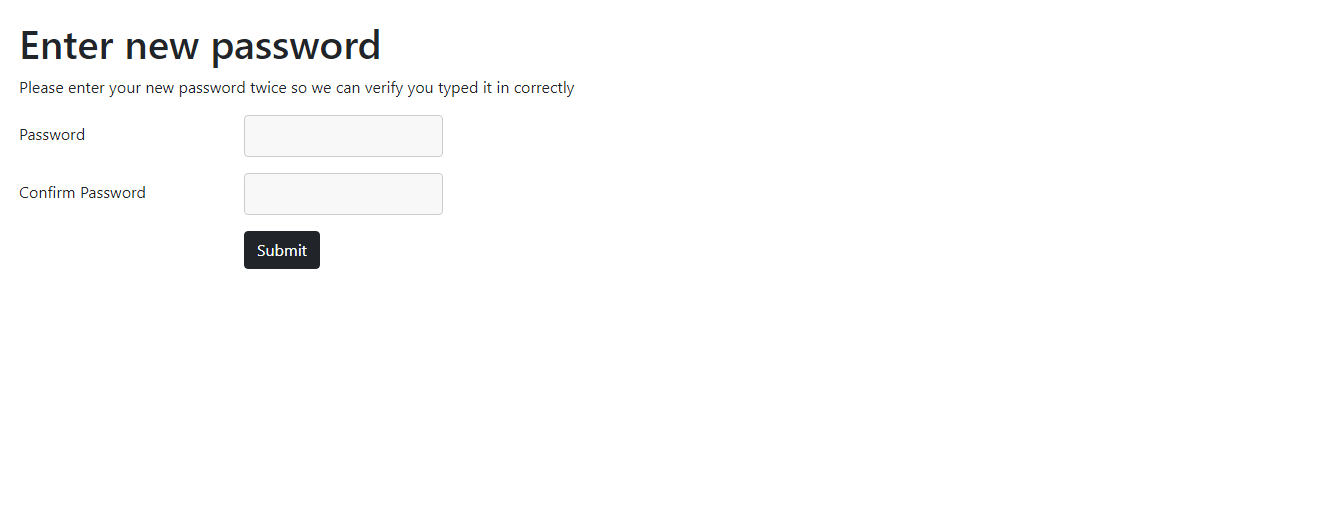 Enter new password
Please enter your new password twice so we can verify you typed it in correctly
Password
Confirm Password
Submit